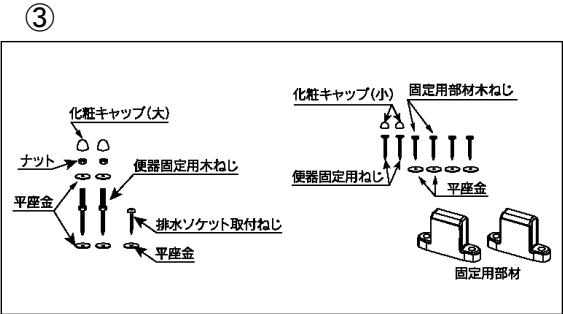 ③
化粧キャップ(大)
ナット
便器固定用木ねじ
平座金
排水ソケット取付ねじ
平座金
化粧キャップ(小)
固定用部材木ねじ
便器固定用ねじ
平座金
固定用部材